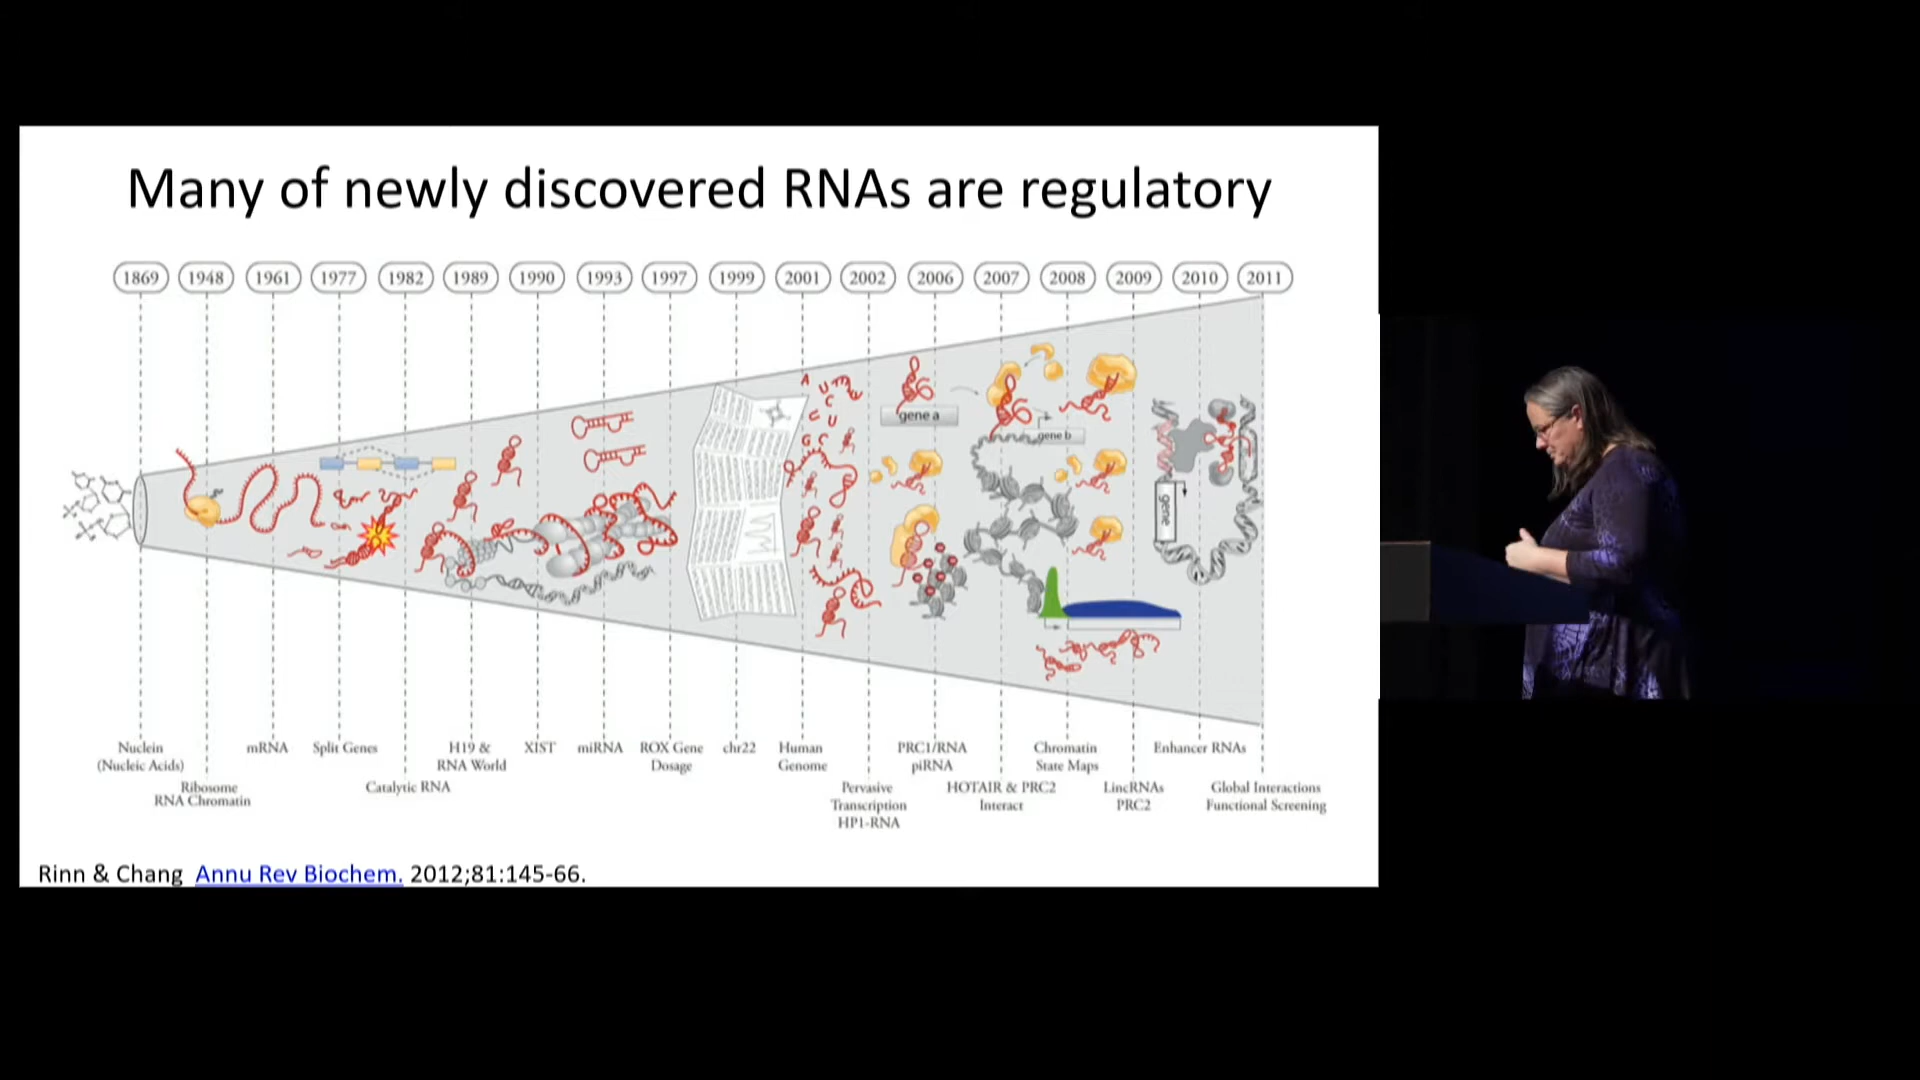 Many of newly discovered RNAs are regulatory
1869 1948 1961 1977 1982 1989 1990 1993 1997 1999 2001 2002 2006 2007 2008 2009 2010 2011
A
U
C
C U
G C
gene a
gene b
gene
Nuclein
(Nucleic Acids)
Ribosome
RNA Chromatin
mRNA
Split Genes
Catalytic RNA
H19 &
RNA World
XIST
miRNA
ROX Gene
Dosage
chr22
Human
Genome
Pervasive
Transcription
HP1-RNA
PRC1/RNA
piRNA
HOTAIR & PRC2
Interact
Chromatin
State Maps
LincRNAs
PRC2
Enhancer RNAs
Global Interactions
Functional Screening
Rinn & Chang Annu Rev Biochem. 2012;81:145-66.